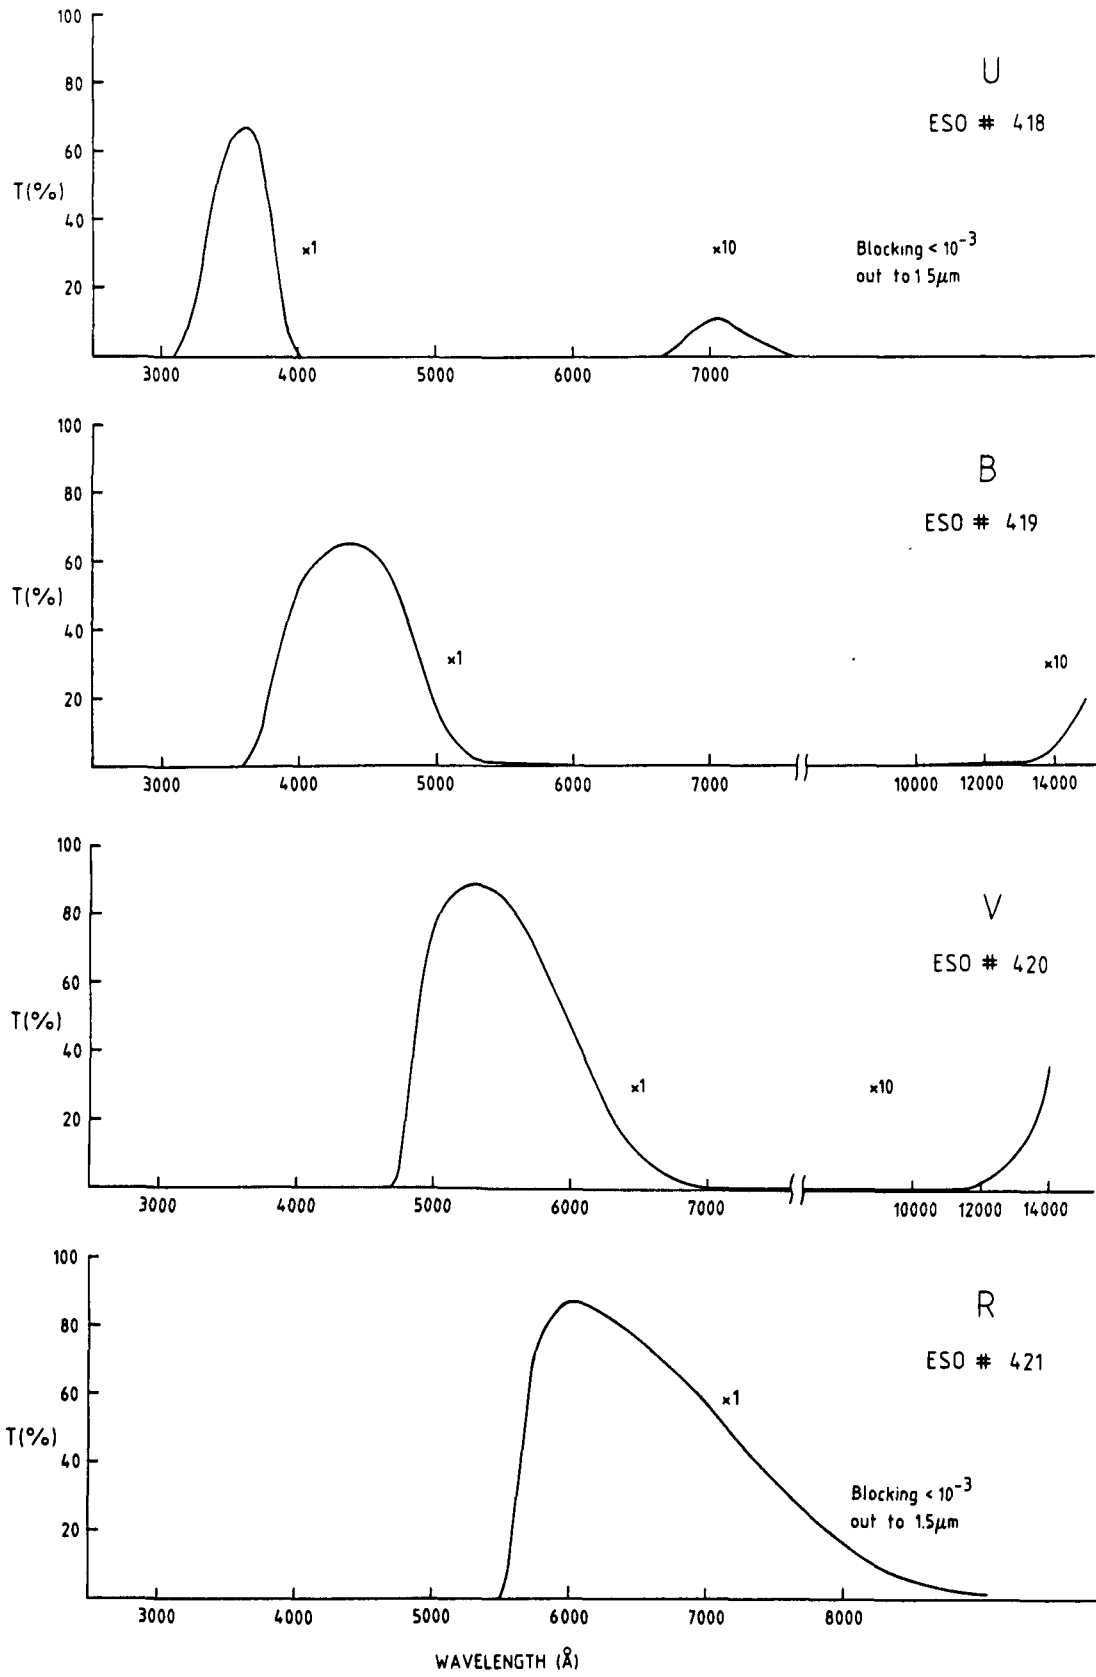 100
80
60
40
20
T(%)
U
ESO # 418
×1
×10
Blocking < 10⁻³
out to 1 5μm
3000 4000 5000 6000 7000
100
80
60
40
20
T(%)
B
ESO # 419
×1
×10
3000 4000 5000 6000 7000 10000 12000 14000
100
80
60
40
20
T(%)
V
ESO # 420
×1
×10
3000 4000 5000 6000 7000 10000 12000 14000
100
80
60
40
20
T(%)
R
ESO # 421
×1
Blocking < 10⁻³
out to 1.5μm
3000 4000 5000 6000 7000 8000
WAVELENGTH (Å)